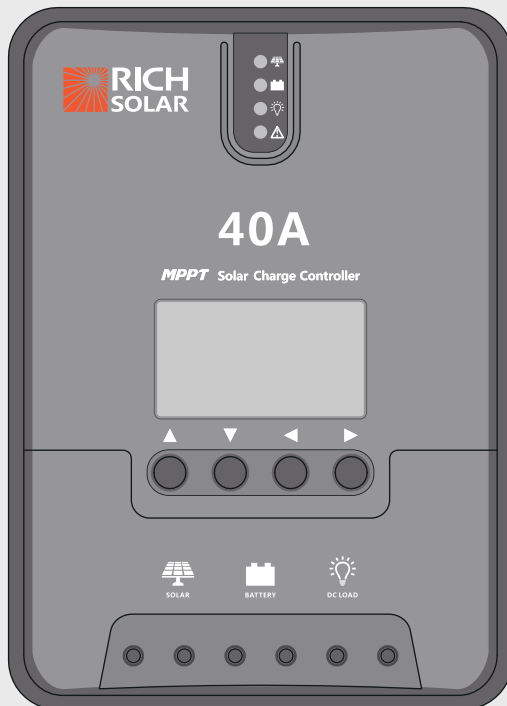 RICH
SOLAR
40A
MPPT Solar Charge Controller
SOLAR BATTERY DC LOAD